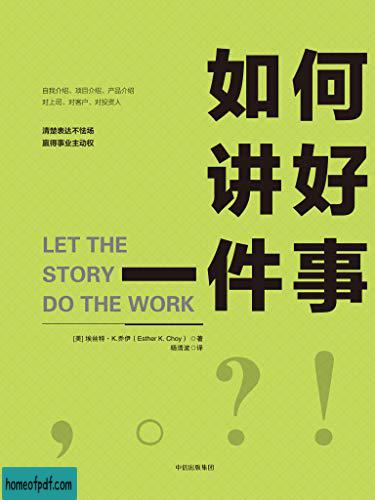 自我介绍、项目介绍、产品介绍
对上司、对客户、对投资人
清楚表达不怯场
赢得事业主动权
如何
讲好
一件事
LET THE
STORY
DO THE WORK
[美] 埃丝特·K.乔伊（Esther K. Choy）◎著
杨清波◎译
，。?!
中信出版集团
homeofpdf.com